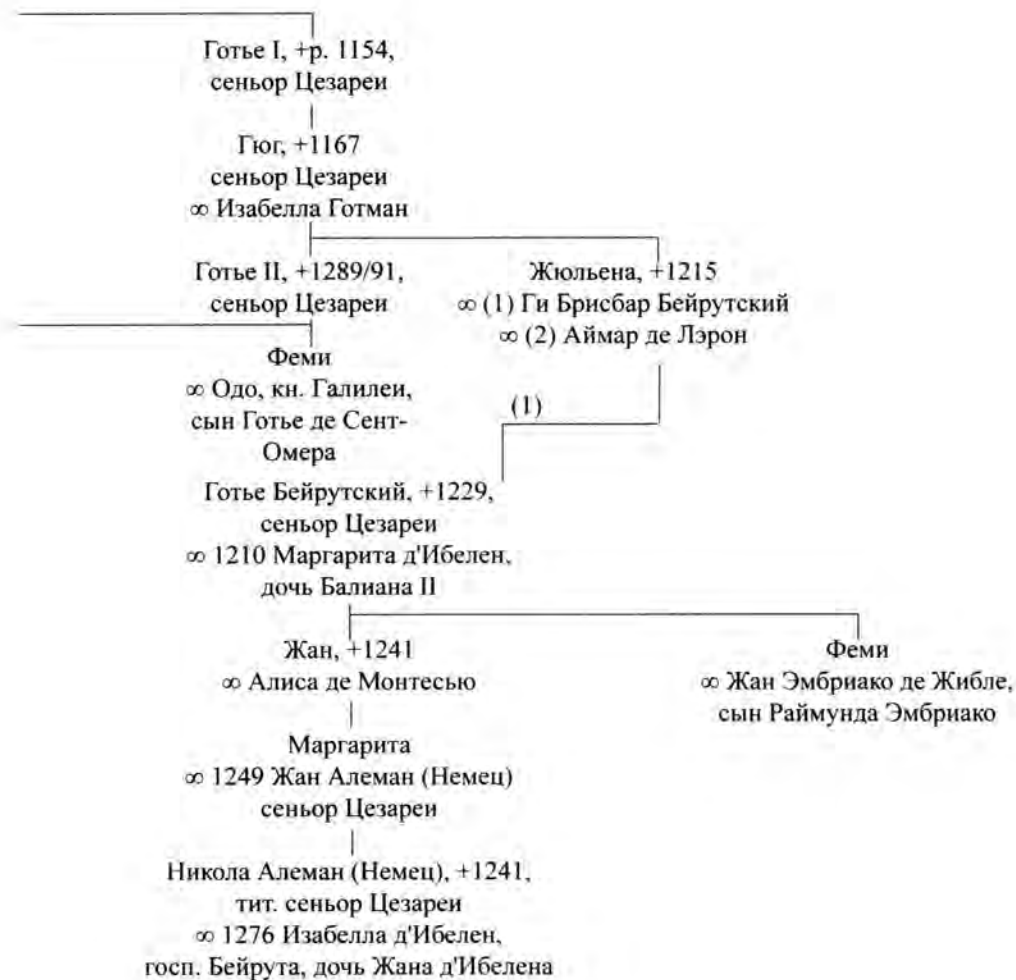 Готье I, +p. 1154,
сеньор Цезареи
Гюг, +1167
сеньор Цезареи
∞ Изабелла Готман
Готье II, +1289/91,
сеньор Цезареи
Жюльена, +1215
∞ (1) Ги Брисбар Бейрутский
∞ (2) Аймар де Лэрон
Феми
∞ Одо, кн. Галилеи,
сын Готье де Сент-
Омера
(1)
Готье Бейрутский, +1229,
сеньор Цезареи
∞ 1210 Маргарита д'Ибелен,
дочь Балиана II
Жан, +1241
∞ Алиса де Монтесью
Феми
∞ Жан Эмбриако де Жибле,
сын Раймунда Эмбриако
Маргарита
∞ 1249 Жан Алеман (Немец)
сеньор Цезареи
Никола Алеман (Немец), +1241,
тит. сеньор Цезареи
∞ 1276 Изабелла д'Ибелен,
госп. Бейрута, дочь Жана д'Ибелена